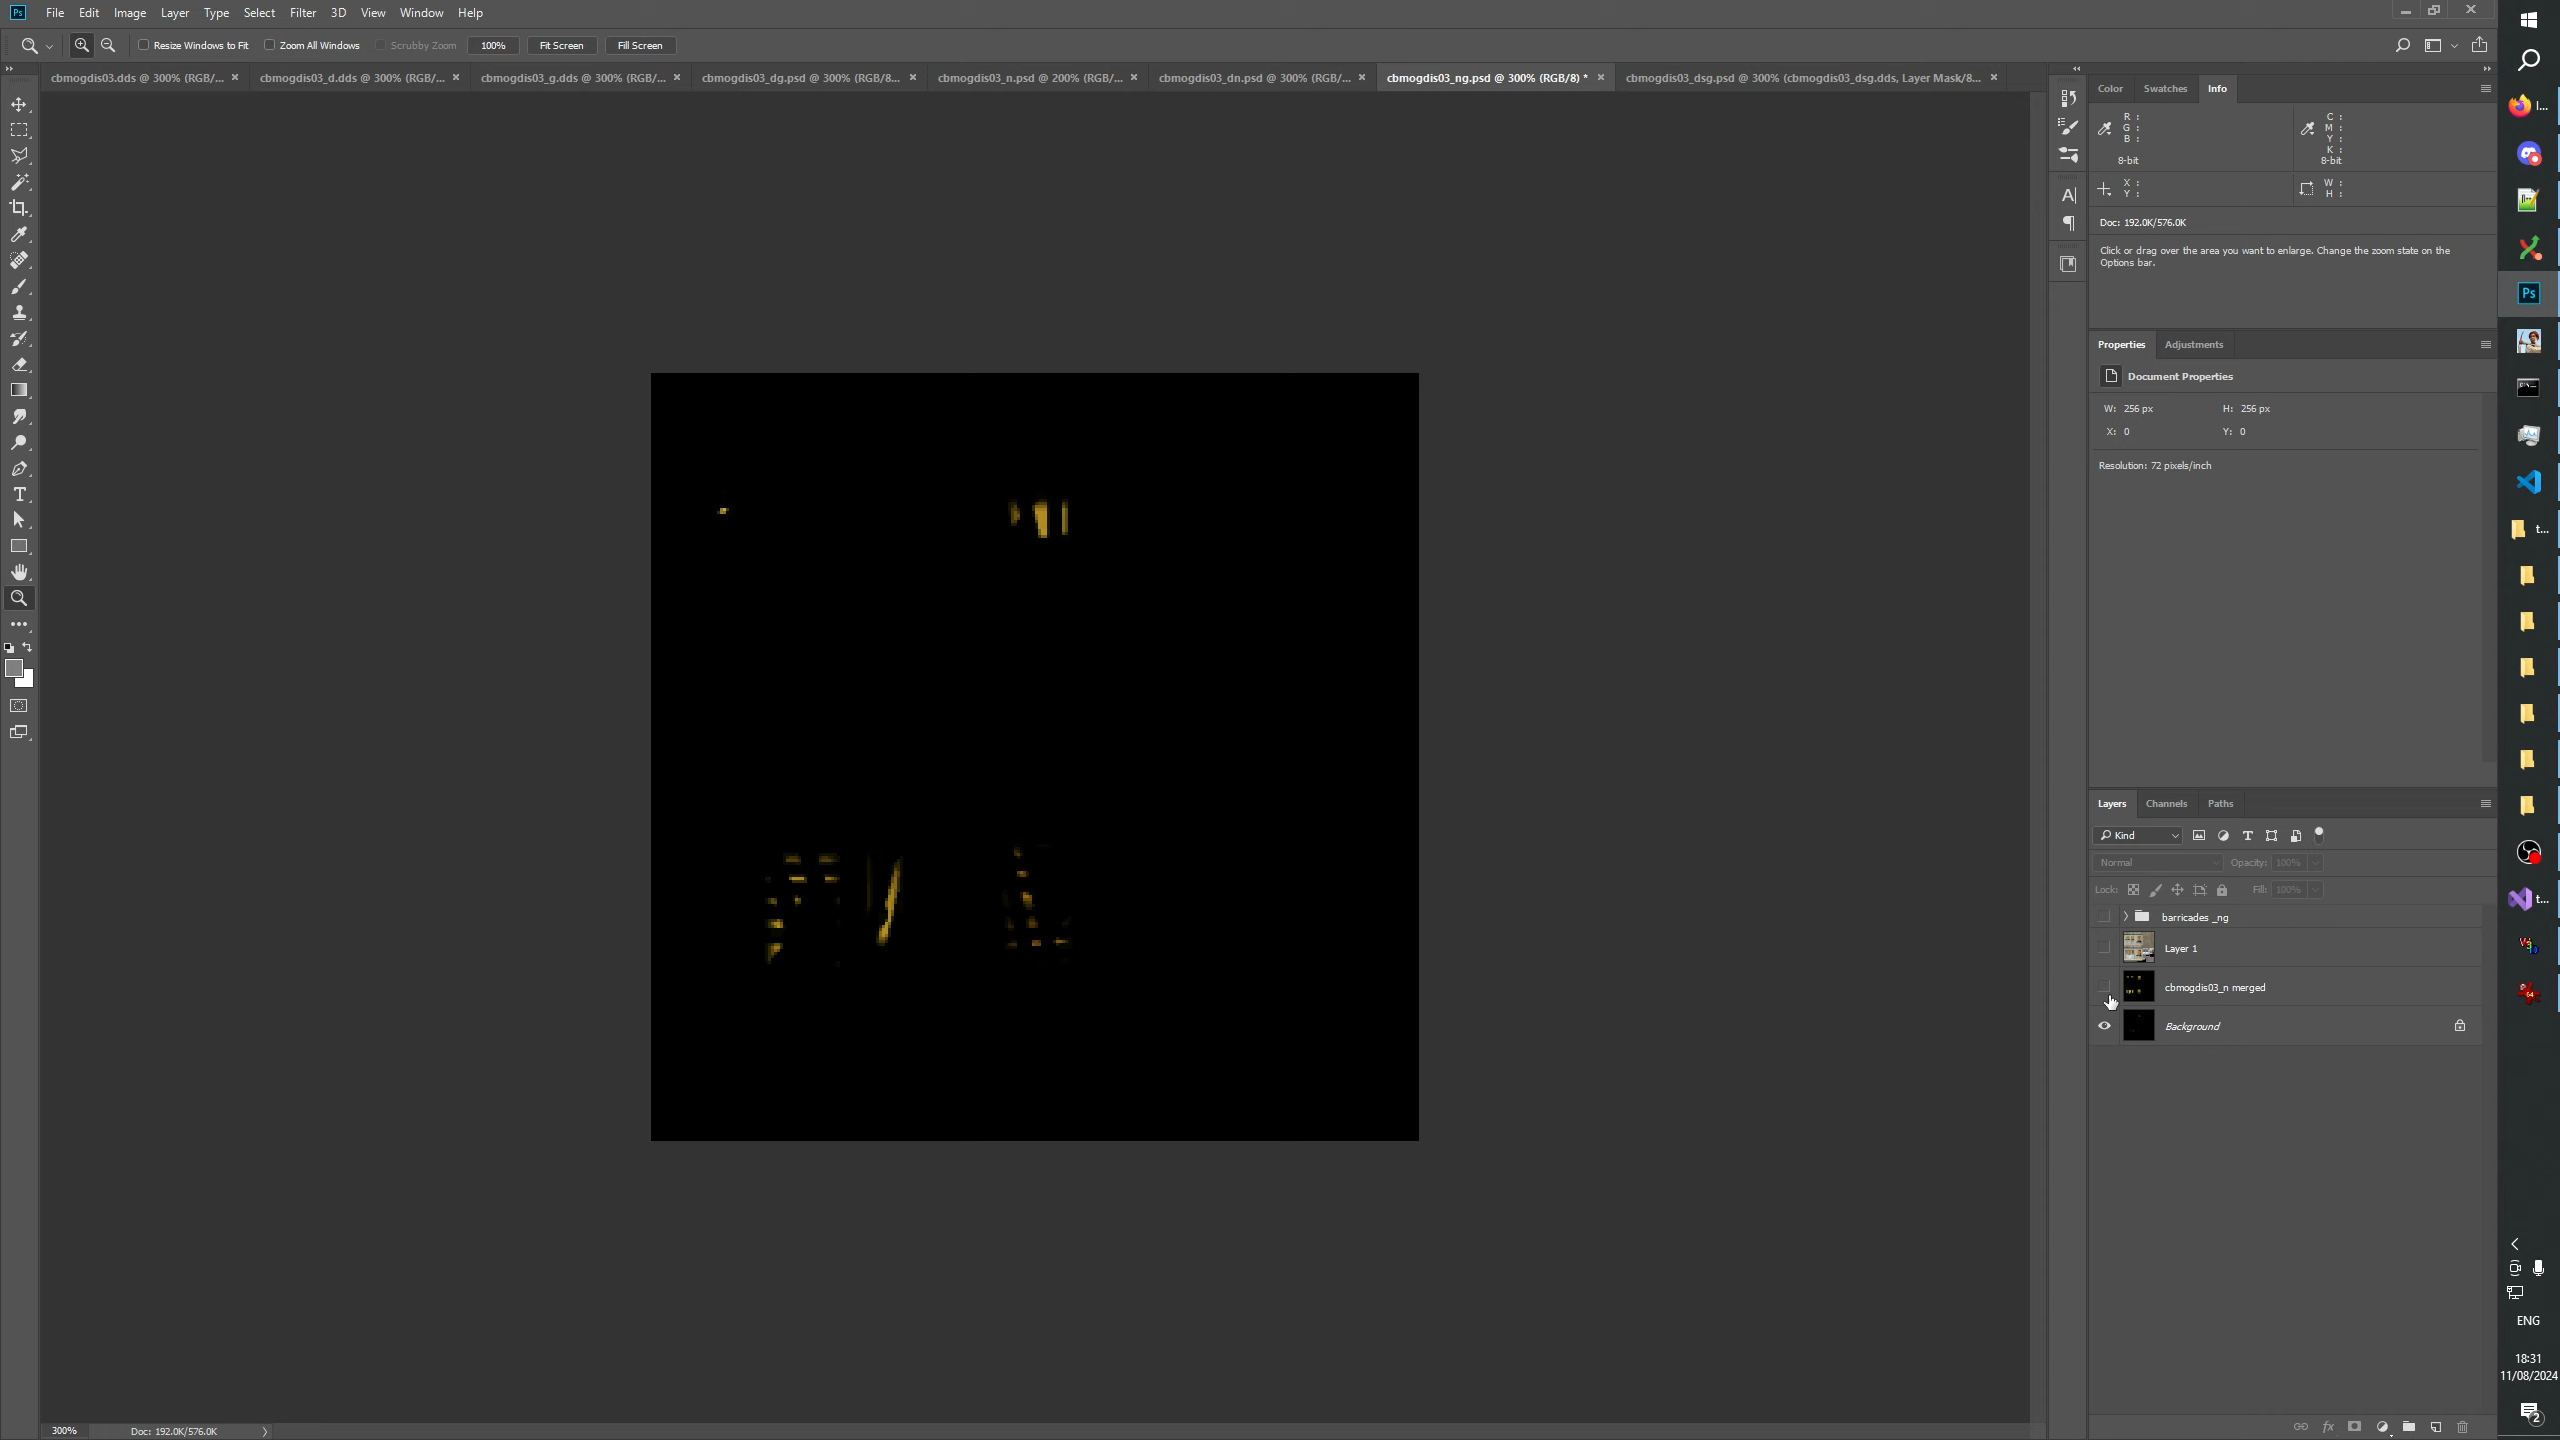 Ps File Edit Image Layer Type Select Filter 3D View Window Help
Resize Windows to Fit Zoom All Windows Scrubby Zoom 100% Fit Screen Fill Screen
cbmogdis03.dds @ 300% (RGB/... × cbmogdis03_d.dds @ 300% (RGB/... × cbmogdis03_g.dds @ 300% (RGB/... × cbmogdis03_dg.psd @ 300% (RGB/8... × cbmogdis03_n.psd @ 200% (RGB/... × cbmogdis03_dn.psd @ 300% (RGB/... × cbmogdis03_ng.psd @ 300% (RGB/8) * × cbmogdis03_dsg.psd @ 300% (cbmogdis03_dsg.dds, Layer Mask/8... ×
Color Swatches Info
R : C :
G : M :
B : Y :
K :
8-bit 8-bit
X : W :
Y : H :
Doc: 192.0K/576.0K
Click or drag over the area you want to enlarge. Change the zoom state on the
Options bar.
Properties Adjustments
Document Properties
W: 256 px H: 256 px
X: 0 Y: 0
Resolution: 72 pixels/inch
Layers Channels Paths
Kind
Normal Opacity: 100%
Lock: Fill: 100%
barricades _ng
Layer 1
cbmogdis03_n merged
Background
300% Doc: 192.0K/576.0K
I...
Ps
t...
t...
64
ENG
18:31
11/08/2024
2